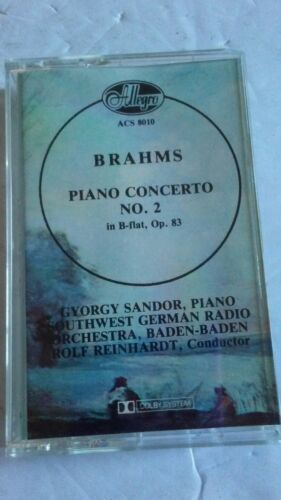 Allegro
ACS 8010
BRAHMS
PIANO CONCERTO
NO. 2
in B-flat, Op. 83
GYORGY SANDOR, PIANO
SOUTHWEST GERMAN RADIO
ORCHESTRA, BADEN-BADEN
ROLF REINHARDT, Conductor
DOLBY SYSTEM